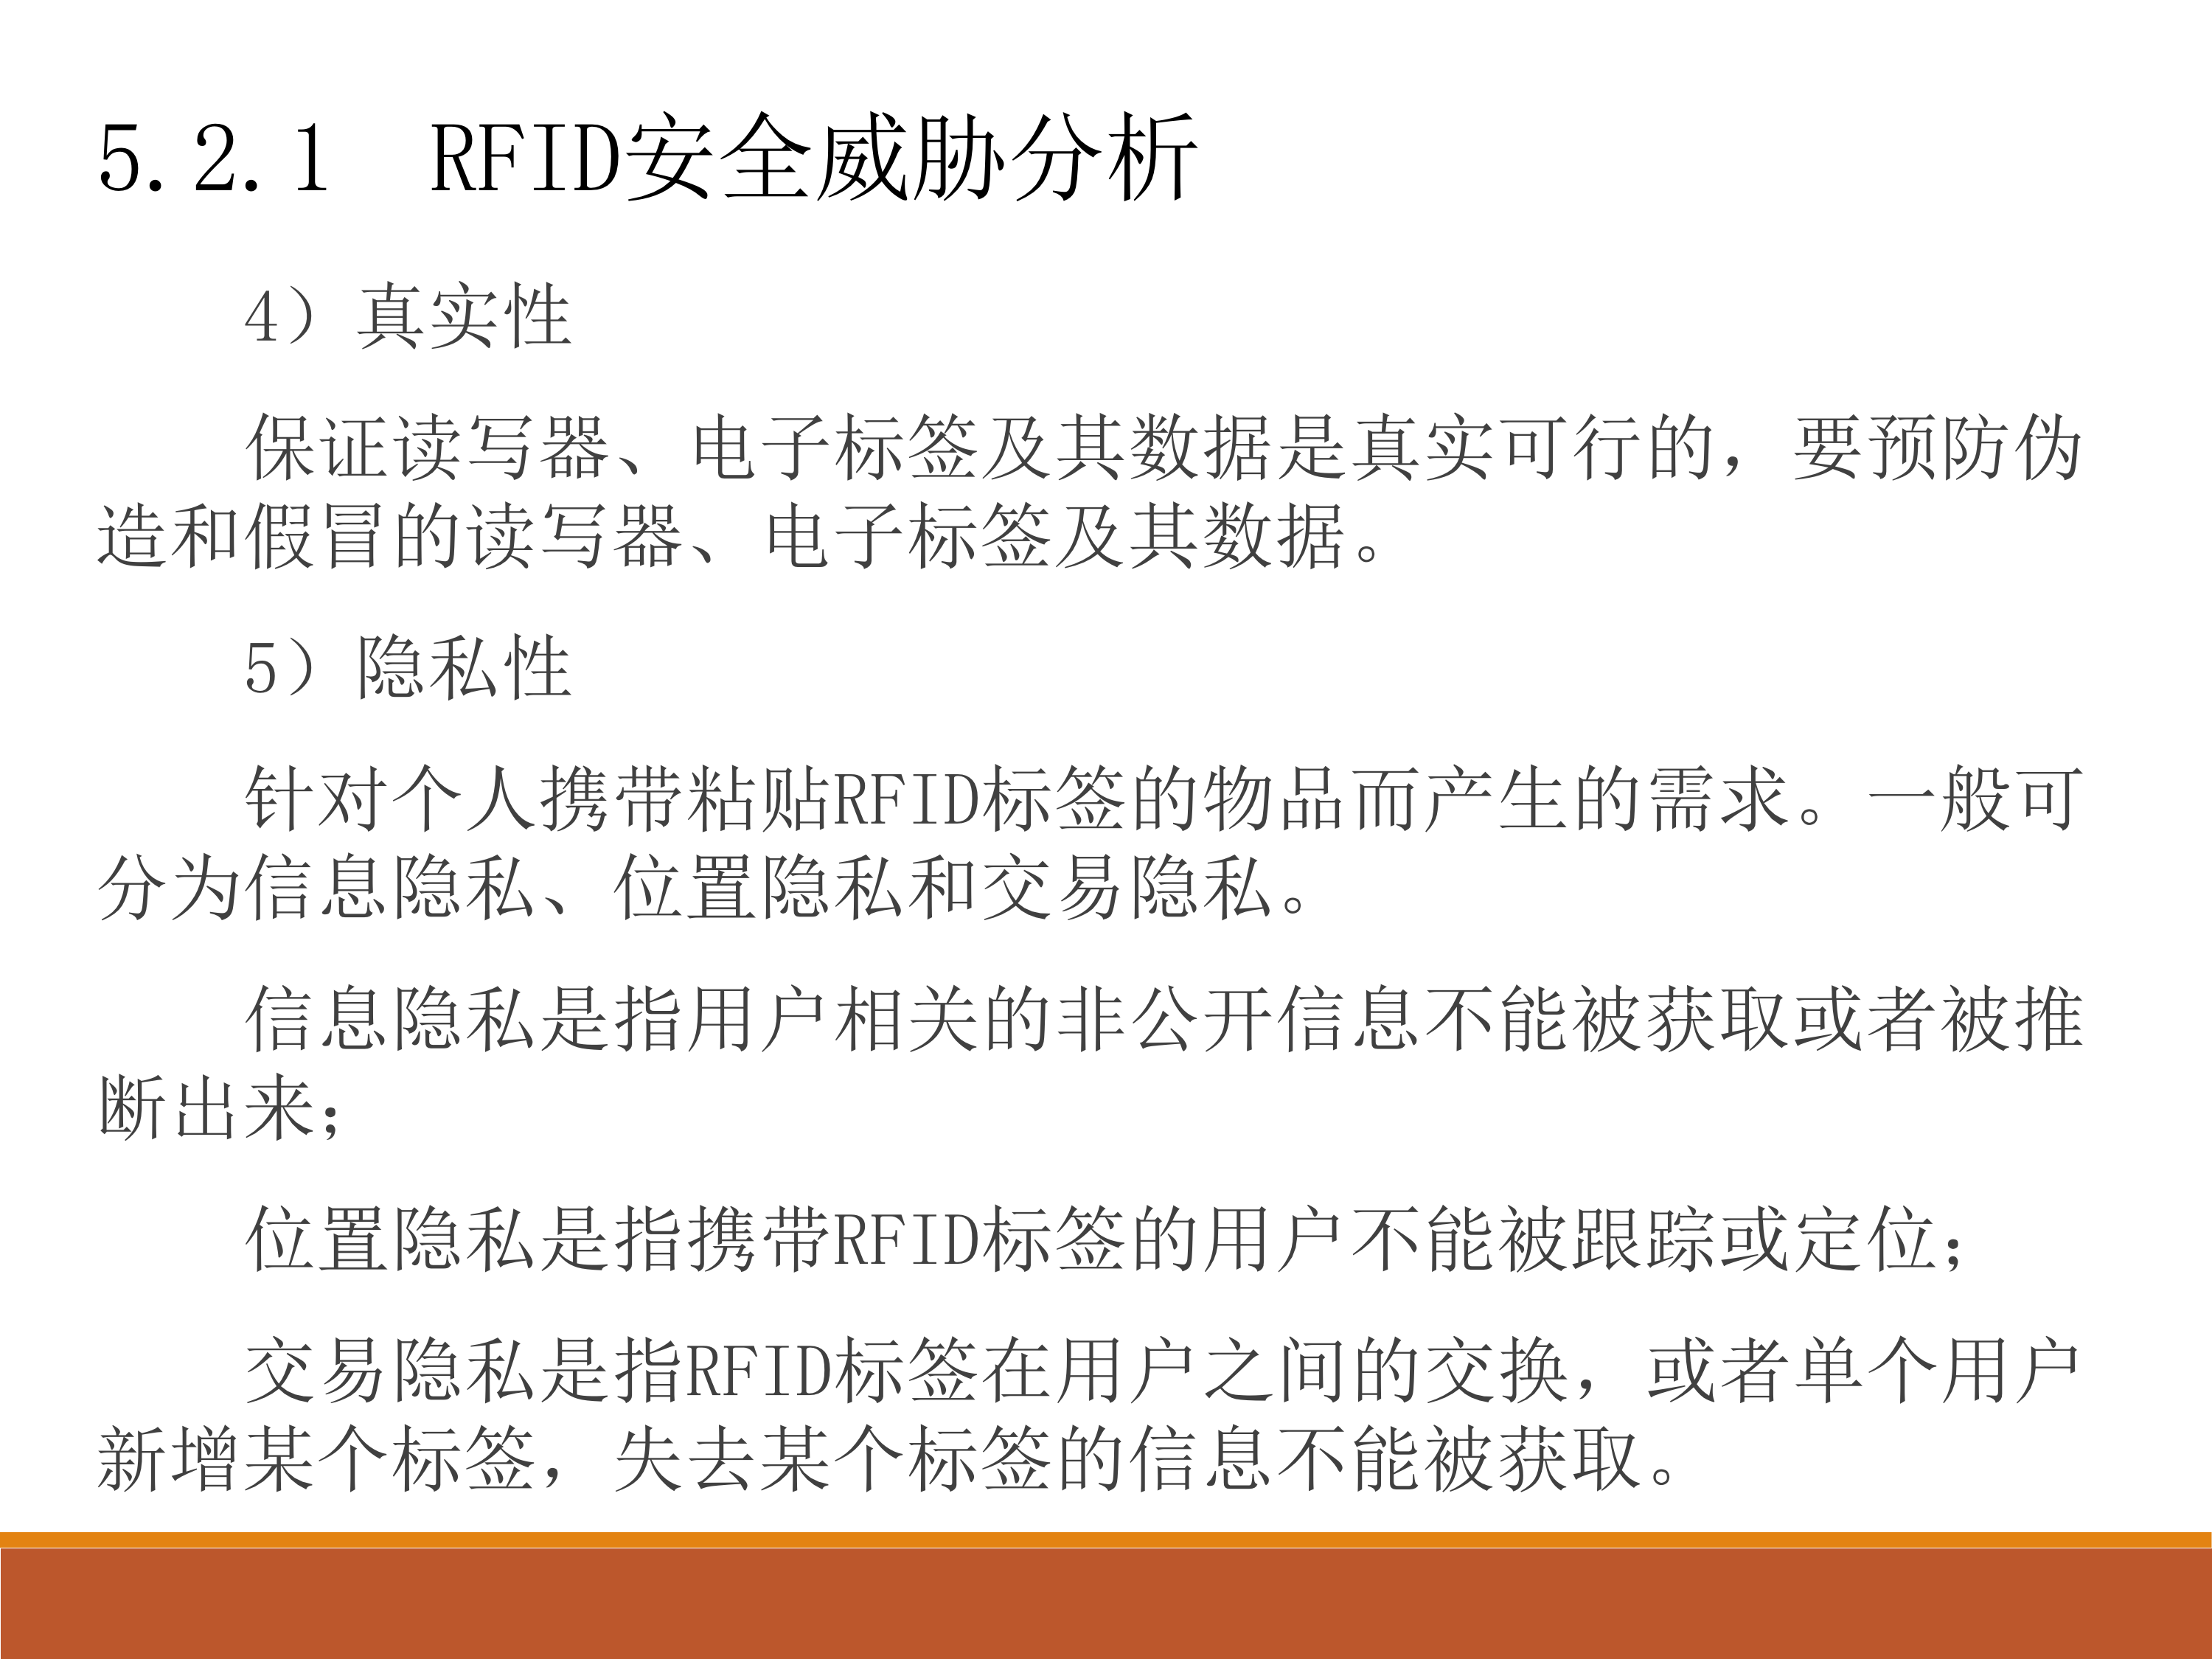 5.2.1 RFID安全威胁分析
4) 真实性
保证读写器、电子标签及其数据是真实可行的，要预防伪
造和假冒的读写器、电子标签及其数据。
5) 隐私性
针对个人携带粘贴RFID标签的物品而产生的需求。一般可
分为信息隐私、位置隐私和交易隐私。
信息隐私是指用户相关的非公开信息不能被获取或者被推
断出来；
位置隐私是指携带RFID标签的用户不能被跟踪或定位；
交易隐私是指RFID标签在用户之间的交换，或者单个用户
新增某个标签，失去某个标签的信息不能被获取。